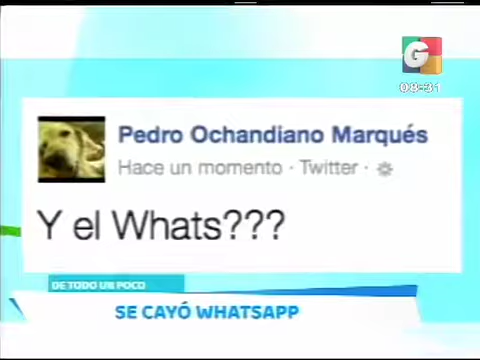 G
08:31
Pedro Ochandiano Marqués
Hace un momento · Twitter ·
Y el Whats???
DE TODO UN POCO
SE CAYÓ WHATSAPP